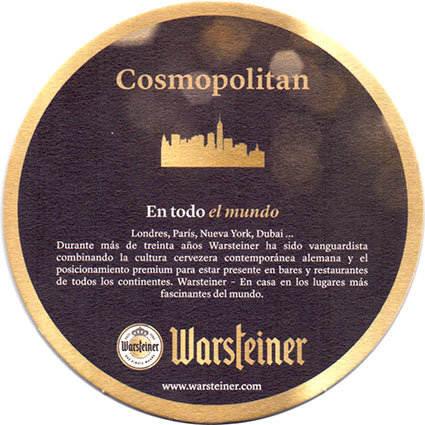 Cosmopolitan
En todo el mundo
Londres, París, Nueva York, Dubai ...
Durante más de treinta años Warsteiner ha sido vanguardista
combinando la cultura cervezera contemporánea alemana y el
posicionamiento premium para estar presente en bares y restaurantes
de todos los continentes. Warsteiner - En casa en los lugares más
fascinantes del mundo.
Warsteiner
Warsteiner
www.warsteiner.com